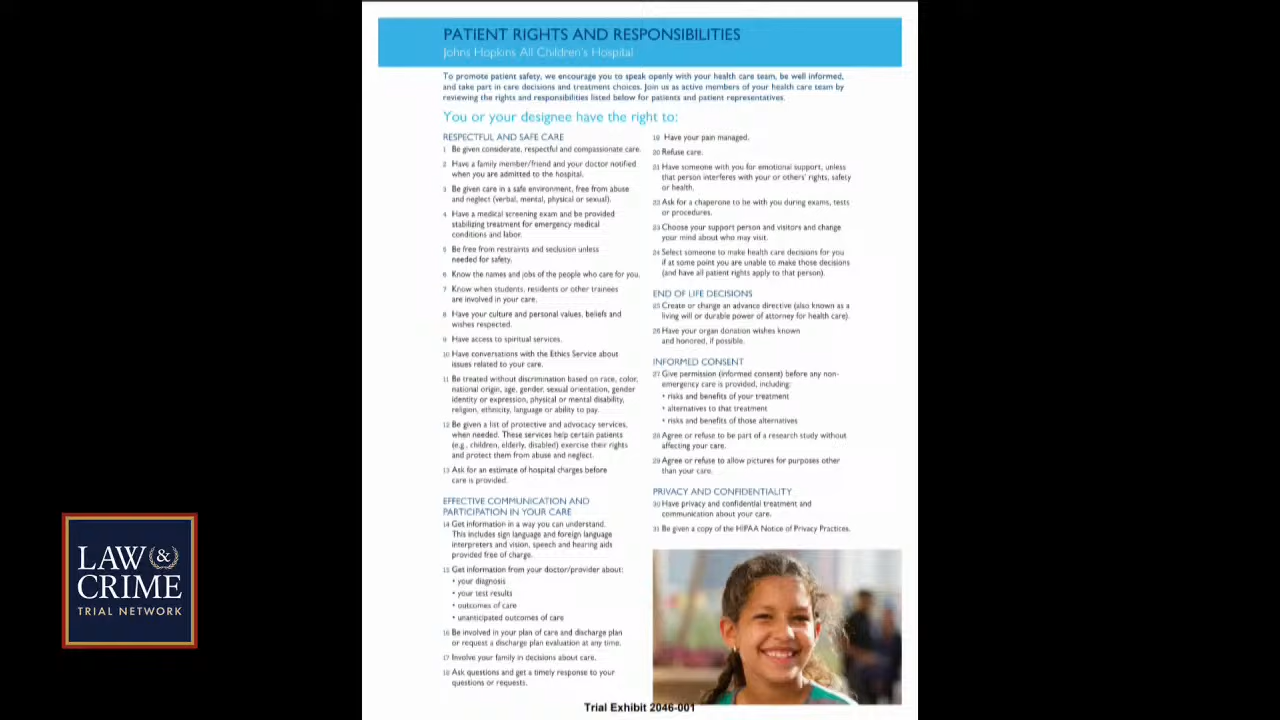 PATIENT RIGHTS AND RESPONSIBILITIES
Johns Hopkins All Children's Hospital
To promote patient safety, we encourage you to speak openly with your health care team, be well informed,
and take part in care decisions and treatment choices. Join us as active members of your health care team by
reviewing the rights and responsibilities listed below for patients and patient representatives.
You or your designee have the right to:
RESPECTFUL AND SAFE CARE
1 Be given considerate, respectful and compassionate care.
2 Have a family member/friend and your doctor notified
when you are admitted to the hospital.
3 Be given care in a safe environment, free from abuse
and neglect (verbal, mental, physical or sexual).
4 Have a medical screening exam and be provided
stabilizing treatment for emergency medical
conditions and labor.
5 Be free from restraints and seclusion unless
needed for safety.
6 Know the names and jobs of the people who care for you.
7 Know when students, residents or other trainees
are involved in your care.
8 Have your culture and personal values, beliefs and
wishes respected.
9 Have access to spiritual services.
10 Have conversations with the Ethics Service about
issues related to your care.
11 Be treated without discrimination based on race, color,
national origin, age, gender, sexual orientation, gender
identity or expression, physical or mental disability,
religion, ethnicity, language or ability to pay.
12 Be given a list of protective and advocacy services,
when needed. These services help certain patients
(e.g., children, elderly, disabled) exercise their rights
and protect them from abuse and neglect.
13 Ask for an estimate of hospital charges before
care is provided.
EFFECTIVE COMMUNICATION AND
PARTICIPATION IN YOUR CARE
14 Get information in a way you can understand.
This includes sign language and foreign language
interpreters and vision, speech and hearing aids
provided free of charge.
15 Get information from your doctor/provider about:
• your diagnosis
• your test results
• outcomes of care
• unanticipated outcomes of care
16 Be involved in your plan of care and discharge plan
or request a discharge plan evaluation at any time.
17 Involve your family in decisions about care.
18 Ask questions and get a timely response to your
questions or requests.
19 Have your pain managed.
20 Refuse care.
21 Have someone with you for emotional support, unless
that person interferes with your or others' rights, safety
or health.
22 Ask for a chaperone to be with you during exams, tests
or procedures.
23 Choose your support person and visitors and change
your mind about who may visit.
24 Select someone to make health care decisions for you
if at some point you are unable to make those decisions
(and have all patient rights apply to that person).
END OF LIFE DECISIONS
25 Create or change an advance directive (also known as a
living will or durable power of attorney for health care).
26 Have your organ donation wishes known
and honored, if possible.
INFORMED CONSENT
27 Give permission (informed consent) before any non-
emergency care is provided, including:
• risks and benefits of your treatment
• alternatives to that treatment
• risks and benefits of those alternatives
28 Agree or refuse to be part of a research study without
affecting your care.
29 Agree or refuse to allow pictures for purposes other
than your care.
PRIVACY AND CONFIDENTIALITY
30 Have privacy and confidential treatment and
communication about your care.
31 Be given a copy of the HIPAA Notice of Privacy Practices.
Trial Exhibit 2046-001
LAW &
CRIME
TRIAL NETWORK